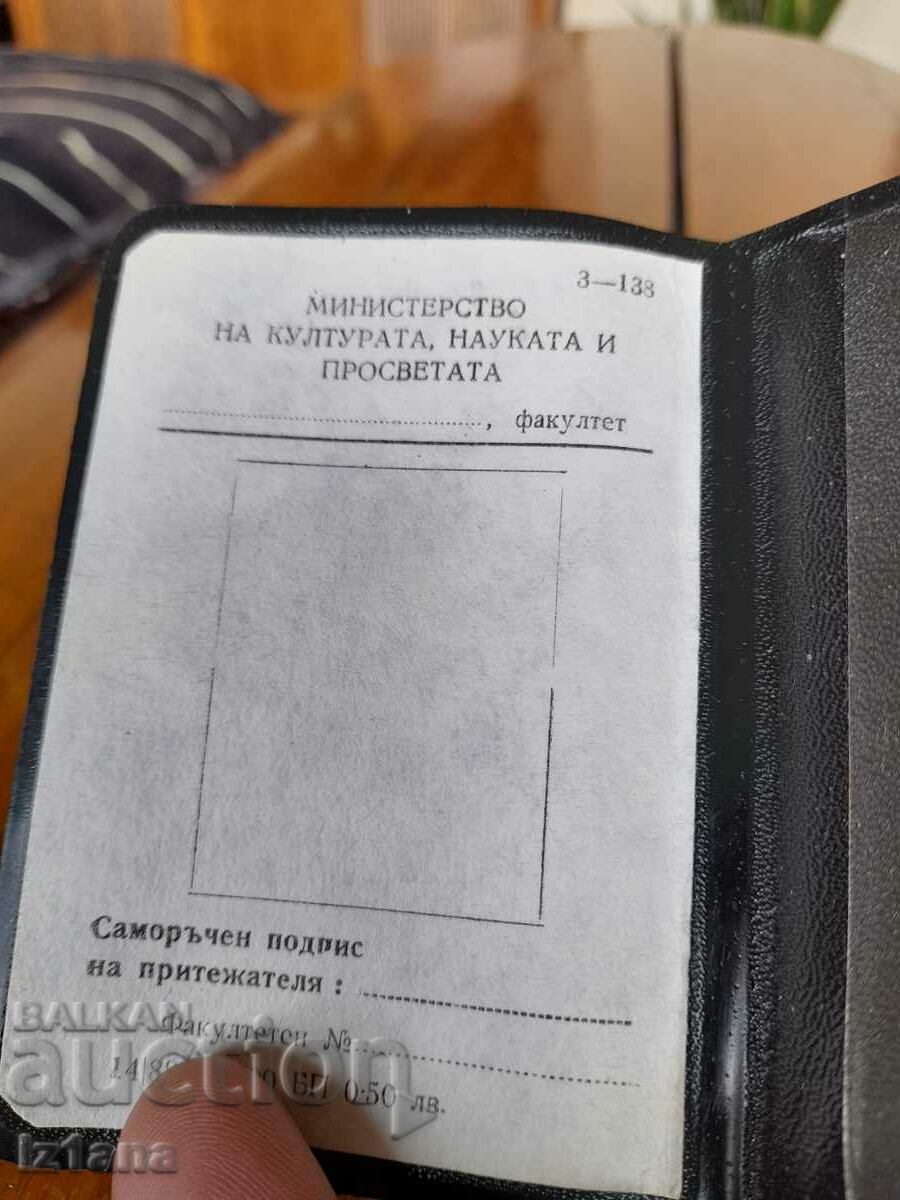 3—138
МИНИСТЕРСТВО
НА КУЛТУРАТА, НАУКАТА И
ПРОСВЕТАТА
, факултет
Саморъчен подпис
на притежателя :
Факултетен №
БП 0·50 лв.
BALKAN
auction
iz1ana